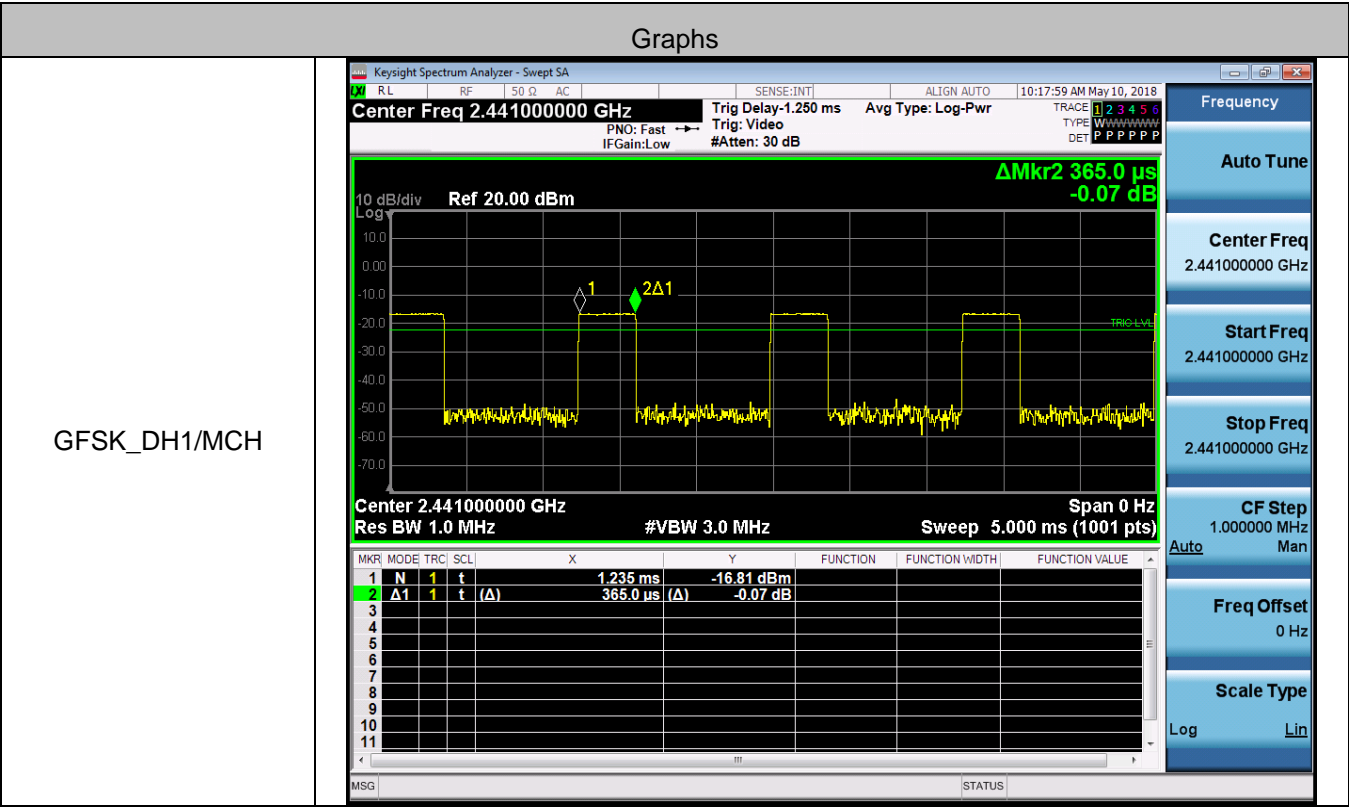 Graphs
GFSK_DH1/MCH
Keysight Spectrum Analyzer - Swept SA
LXI RL RF 50 Ω AC SENSE:INT ALIGN AUTO 10:17:59 AM May 10, 2018
Center Freq 2.441000000 GHz
PNO: Fast
IFGain:Low
Trig Delay-1.250 ms
Trig: Video
#Atten: 30 dB
Avg Type: Log-Pwr
TRACE 1 2 3 4 5 6
TYPE WWWWWW
DET P P P P P P
ΔMkr2 365.0 µs
-0.07 dB
10 dB/div Ref 20.00 dBm
Log
10.0
0.00
-10.0
-20.0
-30.0
-40.0
-50.0
-60.0
-70.0
1
2Δ1
TRIG LVL
Center 2.441000000 GHz Span 0 Hz
Res BW 1.0 MHz #VBW 3.0 MHz Sweep 5.000 ms (1001 pts)
MKR MODE TRC SCL X Y FUNCTION FUNCTION WIDTH FUNCTION VALUE
1 N 1 t 1.235 ms -16.81 dBm
2 Δ1 1 t (Δ) 365.0 µs (Δ) -0.07 dB
3
4
5
6
7
8
9
10
11
MSG STATUS
Frequency
Auto Tune
Center Freq
2.441000000 GHz
Start Freq
2.441000000 GHz
Stop Freq
2.441000000 GHz
CF Step
1.000000 MHz
Auto Man
Freq Offset
0 Hz
Scale Type
Log Lin